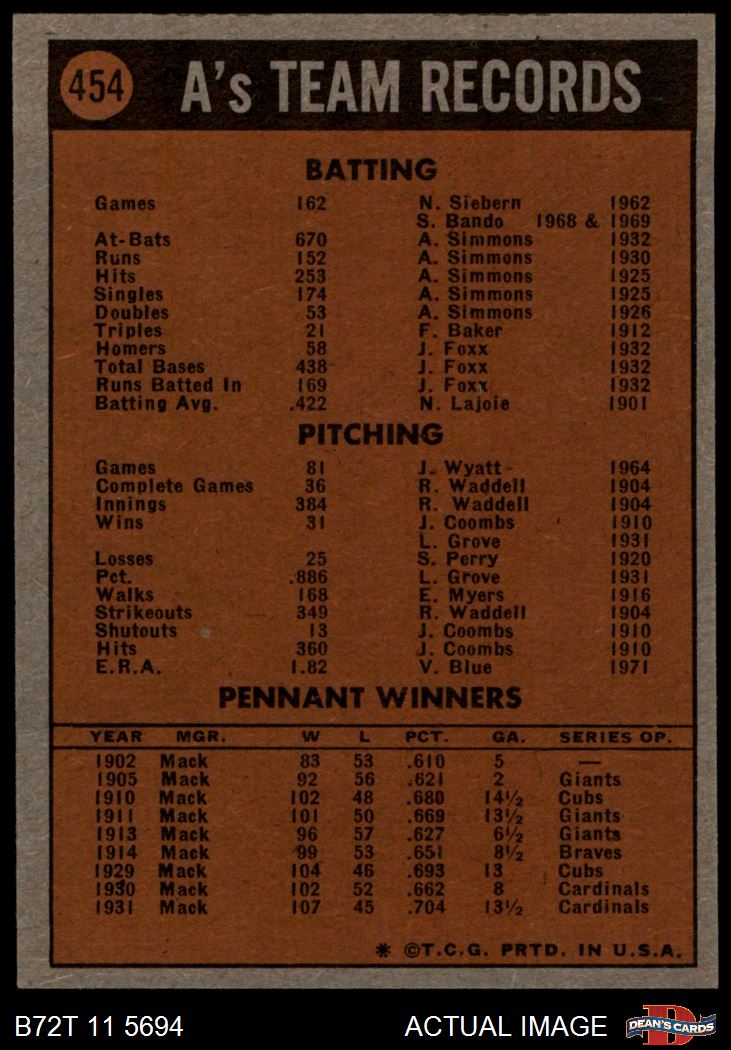 454 A's TEAM RECORDS
BATTING
Games 162 N. Siebern 1962
S. Bando 1968 & 1969
At-Bats 670 A. Simmons 1932
Runs 152 A. Simmons 1930
Hits 253 A. Simmons 1925
Singles 174 A. Simmons 1925
Doubles 53 A. Simmons 1926
Triples 21 F. Baker 1912
Homers 58 J. Foxx 1932
Total Bases 438 J. Foxx 1932
Runs Batted In 169 J. Foxx 1932
Batting Avg. .422 N. Lajoie 1901
PITCHING
Games 81 J. Wyatt 1964
Complete Games 36 R. Waddell 1904
Innings 384 R. Waddell 1904
Wins 31 J. Coombs 1910
L. Grove 1931
Losses 25 S. Perry 1920
Pct. .886 L. Grove 1931
Walks 168 E. Myers 1916
Strikeouts 349 R. Waddell 1904
Shutouts 13 J. Coombs 1910
Hits 360 J. Coombs 1910
E.R.A. 1.82 V. Blue 1971
PENNANT WINNERS
YEAR MGR. W L PCT. GA. SERIES OP.
1902 Mack 83 53 .610 5 —
1905 Mack 92 56 .621 2 Giants
1910 Mack 102 48 .680 14½ Cubs
1911 Mack 101 50 .669 13½ Giants
1913 Mack 96 57 .627 6½ Giants
1914 Mack 99 53 .651 8½ Braves
1929 Mack 104 46 .693 13 Cubs
1930 Mack 102 52 .662 8 Cardinals
1931 Mack 107 45 .704 13½ Cardinals
* ©T.C.G. PRTD. IN U.S.A.
B72T 11 5694 ACTUAL IMAGE DEAN'S CARDS